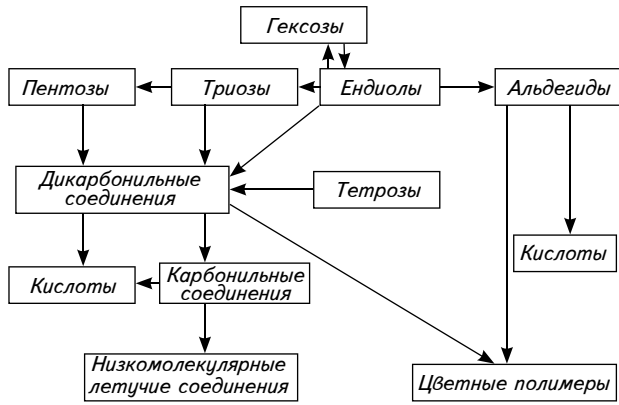 Гексозы
Пентозы
Триозы
Ендиолы
Альдегиды
Дикарбонильные
соединения
Тетрозы
Кислоты
Кислоты
Карбонильные
соединения
Низкомолекулярные
летучие соединения
Цветные полимеры